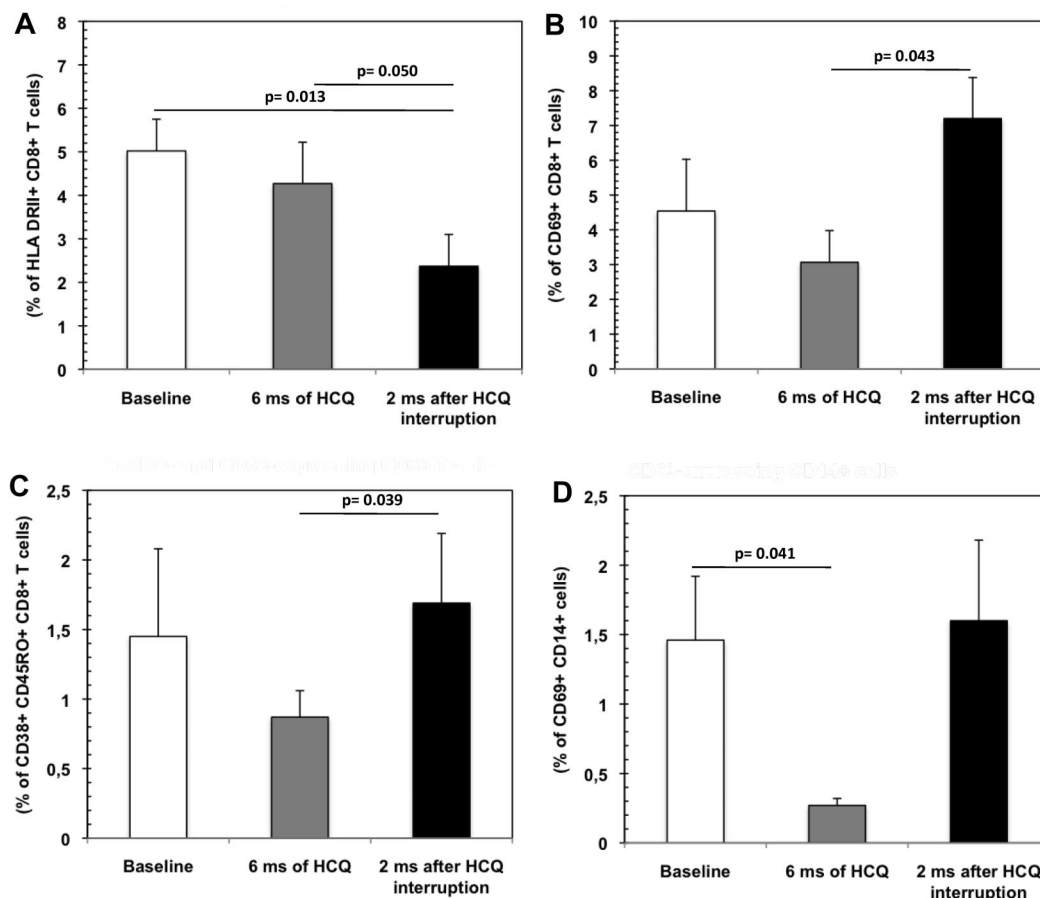 A
(% of HLA DRII+ CD8+ T cells)
8
7
6
5
4
3
2
1
0
p= 0.050
p= 0.013
Baseline
6 ms of HCQ
2 ms after HCQ
interruption
B
(% of CD69+ CD8+ T cells)
10
9
8
7
6
5
4
3
2
1
0
p= 0.043
Baseline
6 ms of HCQ
2 ms after HCQ
interruption
C
(% of CD38+ CD45RO+ CD8+ T cells)
2,5
2
1,5
1
0,5
0
p= 0.039
Baseline
6 ms of HCQ
2 ms after HCQ
interruption
D
(% of CD69+ CD14+ cells)
2,5
2
1,5
1
0,5
0
p= 0.041
Baseline
6 ms of HCQ
2 ms after HCQ
interruption